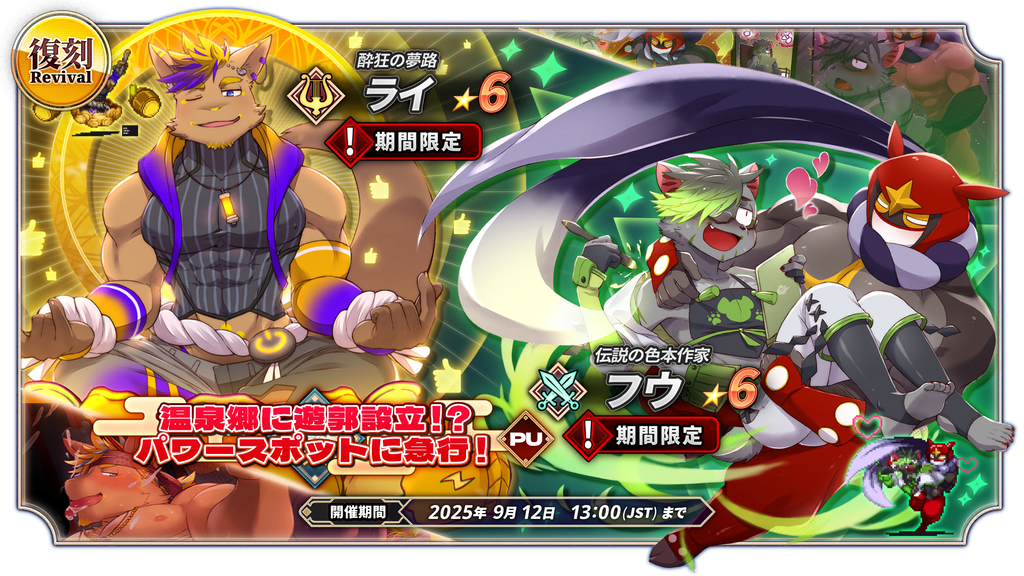 復刻
Revival
酔狂の夢路
ライ ★6
! 期間限定
伝説の色本作家
フウ ★6
PU
! 期間限定
温泉郷に遊郭設立!?
パワースポットに急行!
開催期間 2025年 9月 12日 13:00(JST) まで